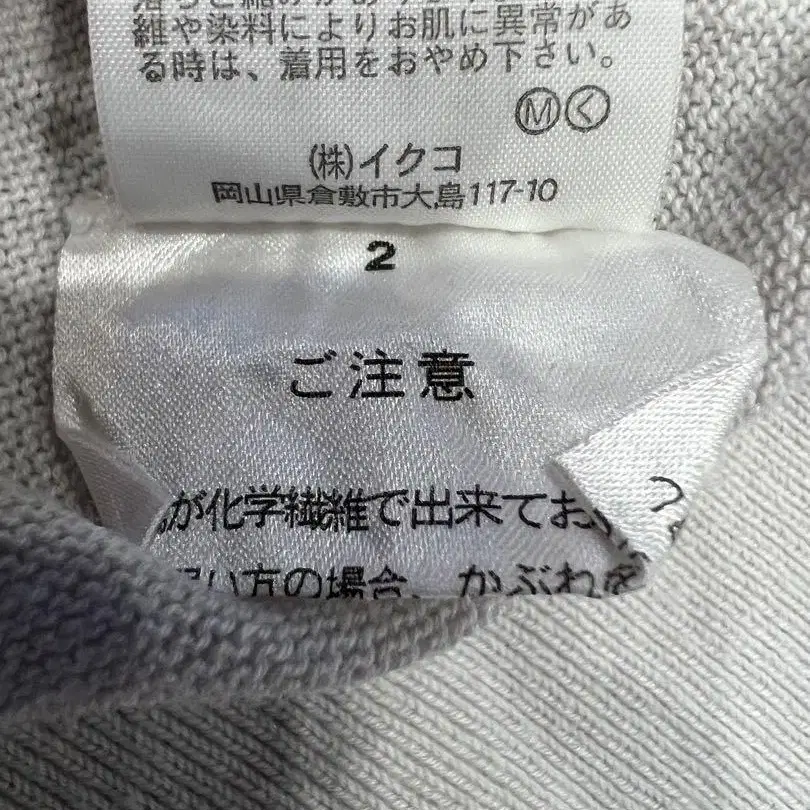 維や染料によりお肌に異常があ
る時は、着用をおやめ下さい。
Ⓜ く
(株)イクコ
岡山県倉敷市大島117-10
2
ご注意
が化学繊維で出来てお
い方の場合、かぶれを